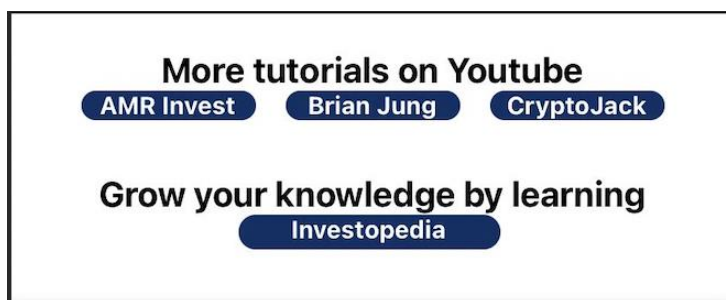 More tutorials on Youtube
AMR Invest Brian Jung CryptoJack
Grow your knowledge by learning
Investopedia